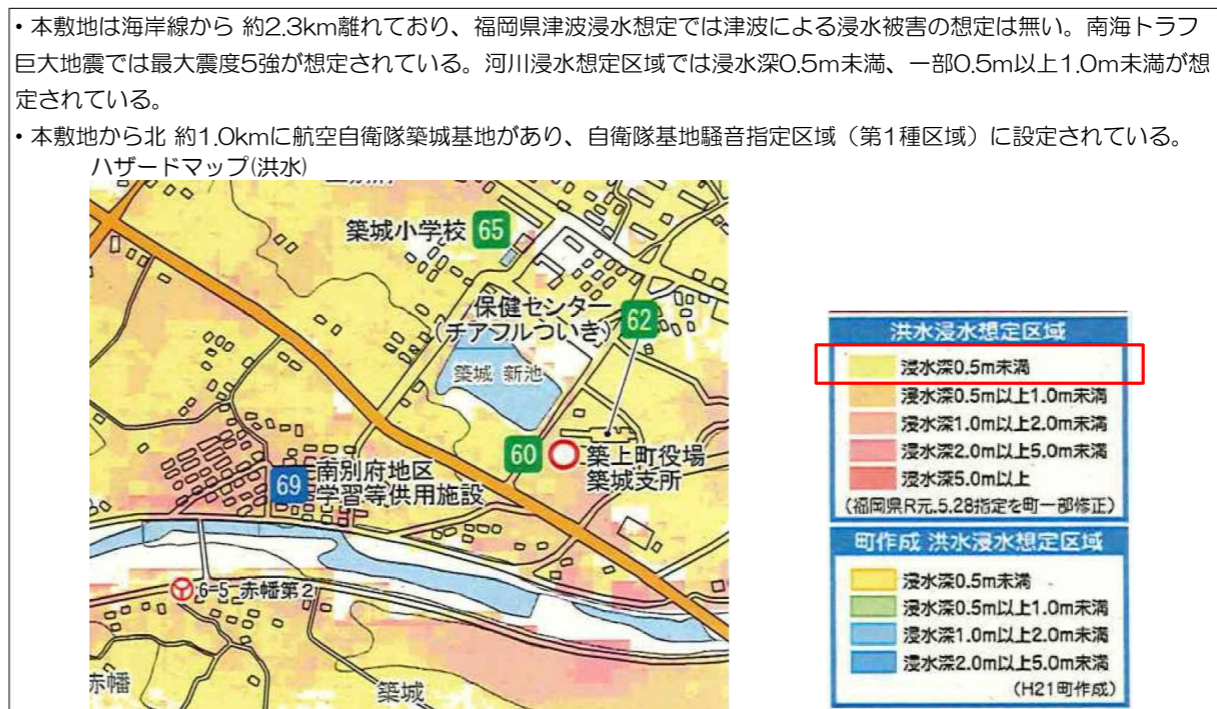 ・本敷地は海岸線から 約2.3km離れており、福岡県津波浸水想定では津波による浸水被害の想定は無い。南海トラフ
巨大地震では最大震度5強が想定されている。河川浸水想定区域では浸水深0.5m未満、一部0.5m以上1.0m未満が想
定されている。
・本敷地から北 約1.0kmに航空自衛隊築城基地があり、自衛隊基地騒音指定区域（第1種区域）に設定されている。
ハザードマップ(洪水)
築城小学校 65
保健センター
(チアフルついき)
62
築城 新池
60
築上町役場
築城支所
69
南別府地区
学習等供用施設
6-5 赤幡第2
赤幡
築城
洪水浸水想定区域
浸水深0.5m未満
浸水深0.5m以上1.0m未満
浸水深1.0m以上2.0m未満
浸水深2.0m以上5.0m未満
浸水深5.0m以上
(福岡県R元.5.28指定を町一部修正)
町作成 洪水浸水想定区域
浸水深0.5m未満
浸水深0.5m以上1.0m未満
浸水深1.0m以上2.0m未満
浸水深2.0m以上5.0m未満
(H21町作成)